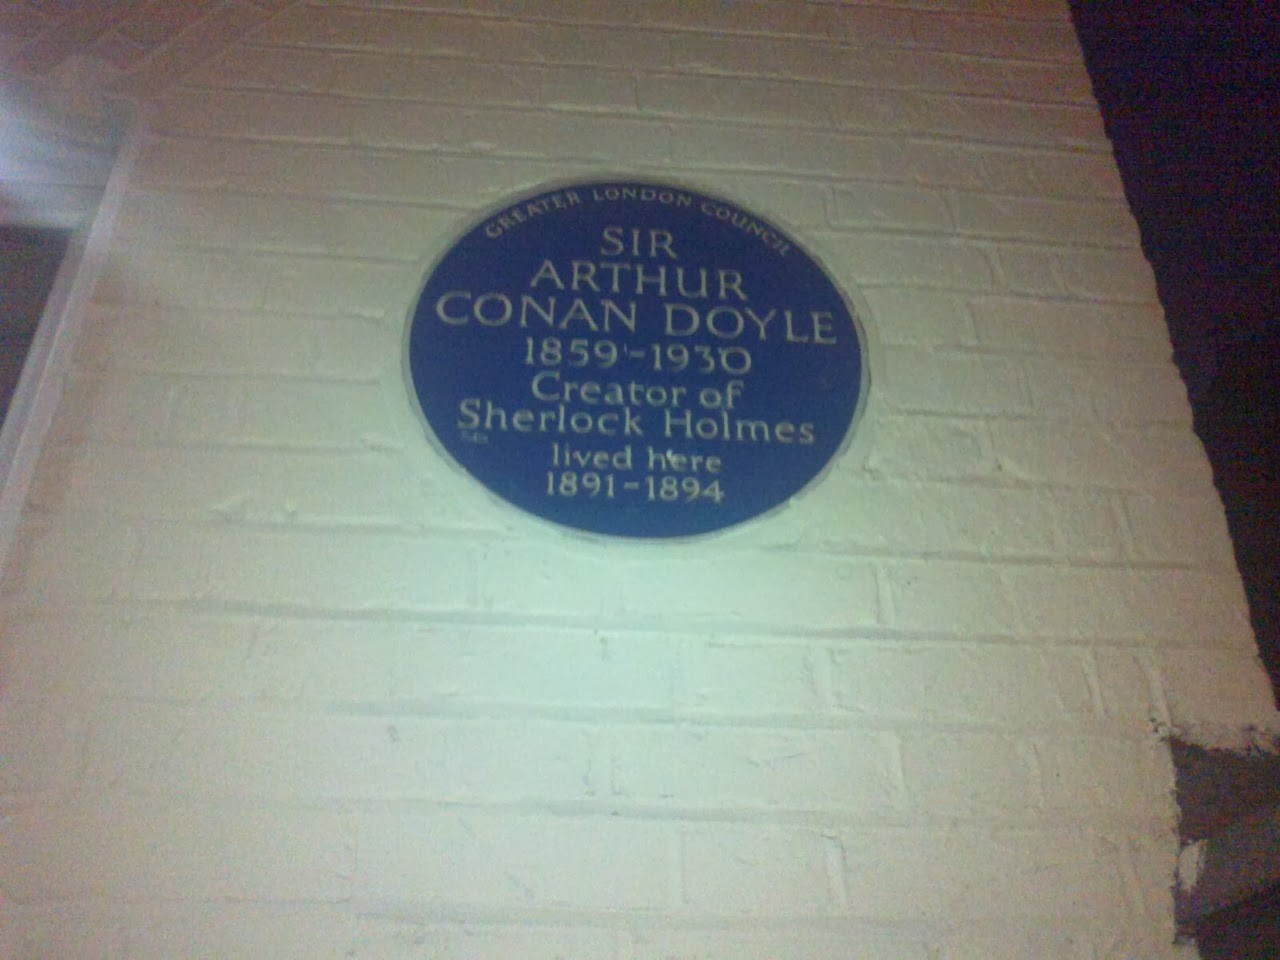 GREATER LONDON COUNCIL
SIR
ARTHUR
CONAN DOYLE
1859-1930
Creator of
Sherlock Holmes
lived here
1891-1894